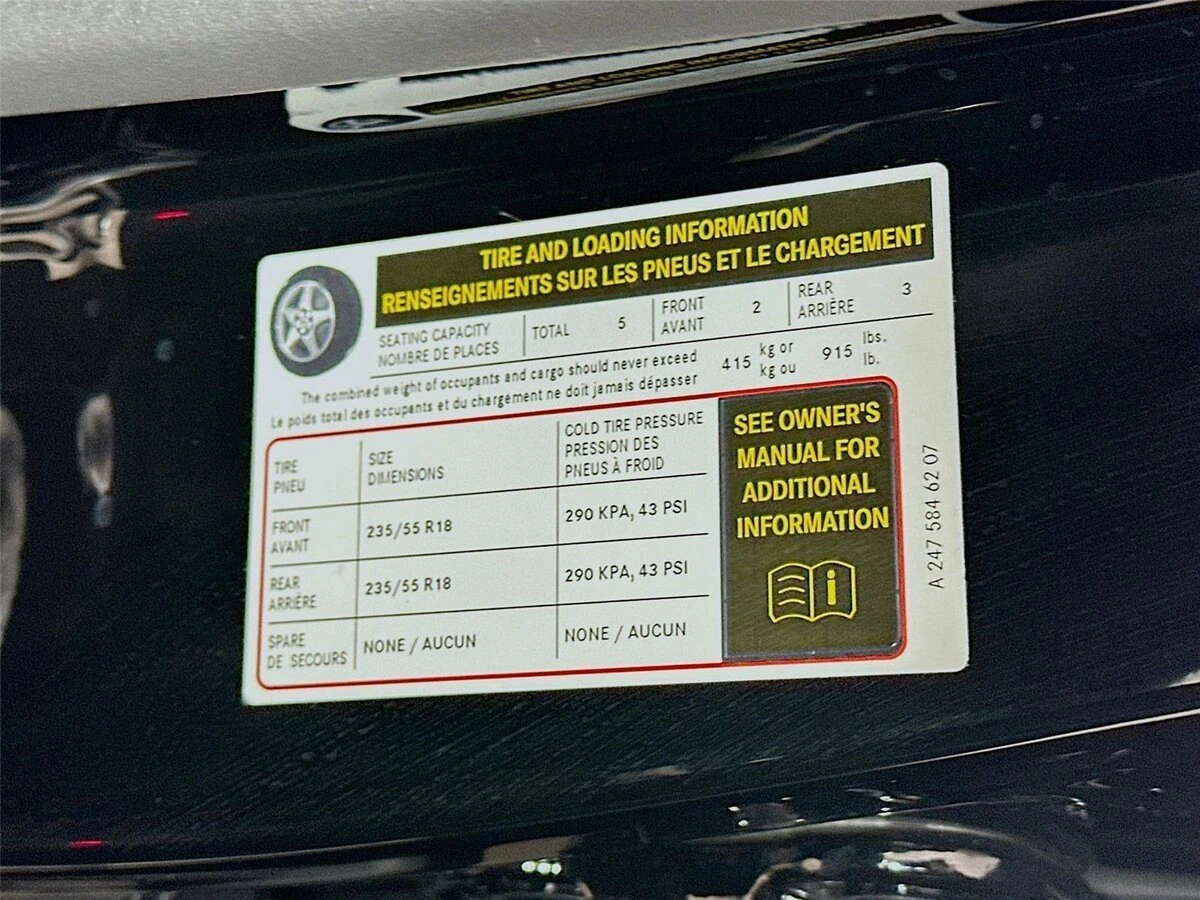 TIRE AND LOADING INFORMATION
RENSEIGNEMENTS SUR LES PNEUS ET LE CHARGEMENT
SEATING CAPACITY
NOMBRE DE PLACES
TOTAL 5
FRONT
AVANT
2
REAR
ARRIÈRE
3
The combined weight of occupants and cargo should never exceed
Le poids total des occupants et du chargement ne doit jamais dépasser
415
kg or
kg ou
915
lbs.
lb.
TIRE
PNEU
SIZE
DIMENSIONS
COLD TIRE PRESSURE
PRESSION DES
PNEUS À FROID
FRONT
AVANT
235/55 R18
290 KPA, 43 PSI
REAR
ARRIÈRE
235/55 R18
290 KPA, 43 PSI
SPARE
DE SECOURS
NONE / AUCUN
NONE / AUCUN
SEE OWNER'S
MANUAL FOR
ADDITIONAL
INFORMATION
A 247 584 62 07